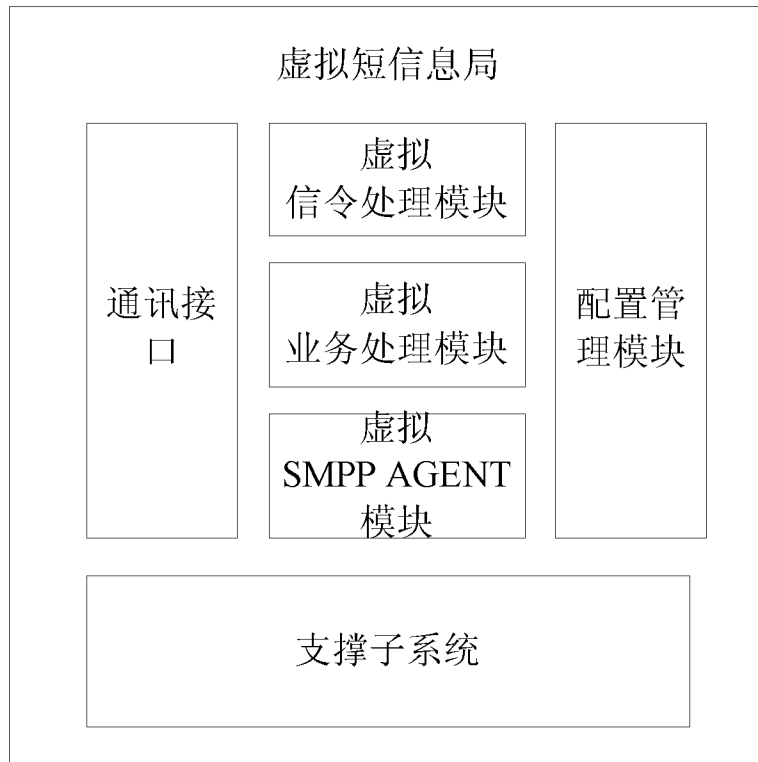 虚拟短信息局
通讯接
口
虚拟
信令处理模块
虚拟
业务处理模块
虚拟
SMPP AGENT
模块
配置管
理模块
支撑子系统